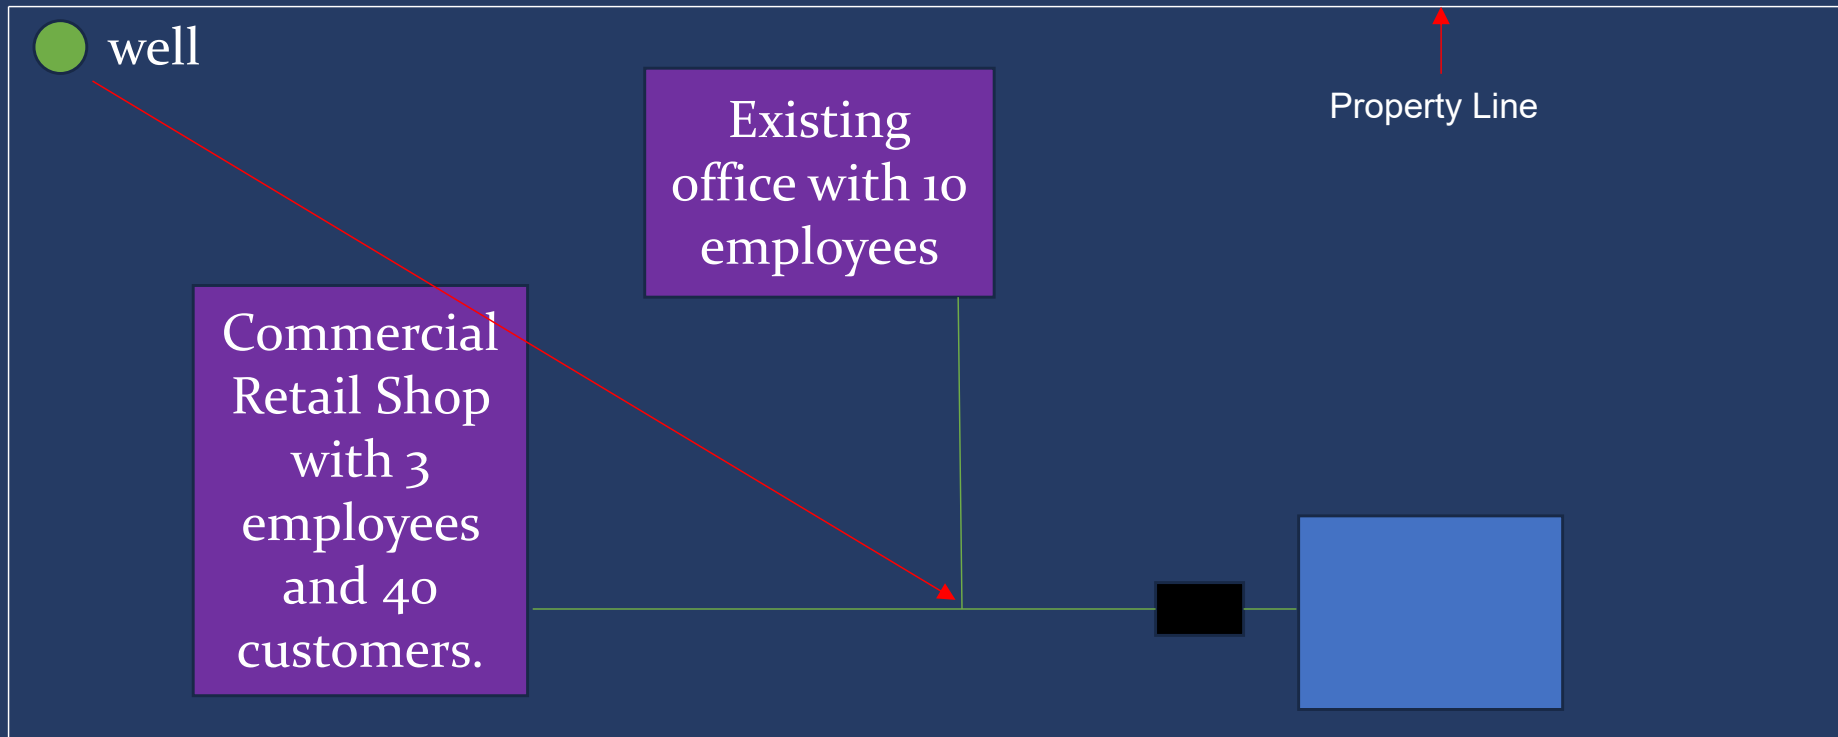 well
Existing
office with 10
employees
Property Line
Commercial
Retail Shop
with 3
employees
and 40
customers.